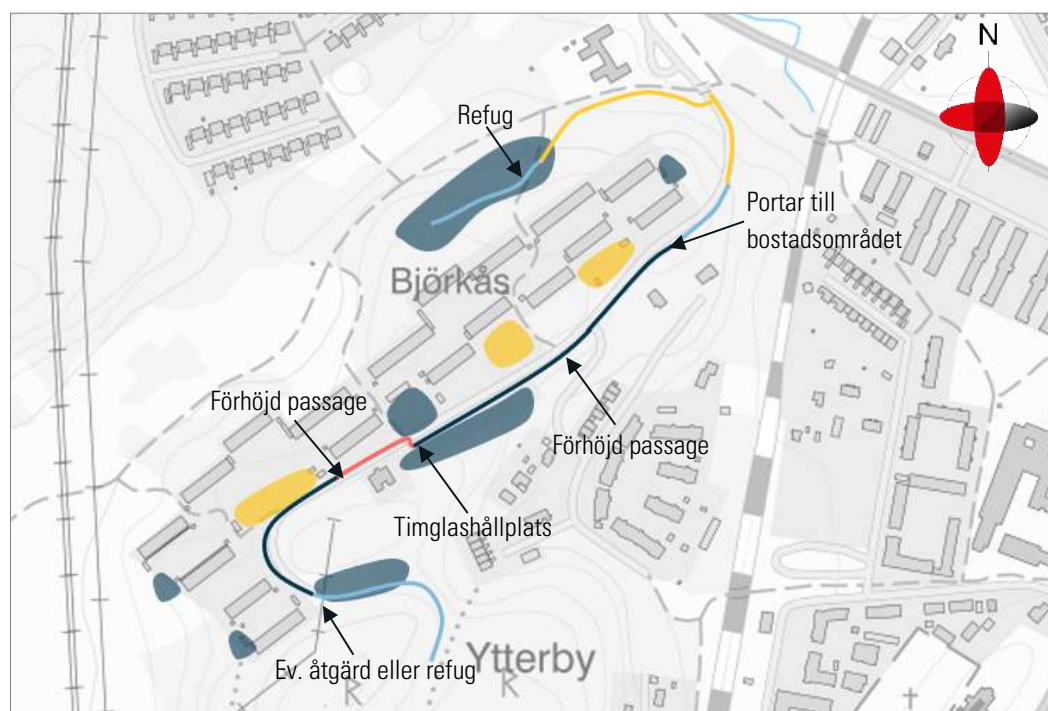 N
Refug
Portar till
bostadsområdet
Björkås
Förhöjd passage
Förhöjd passage
Timglashållplats
Ytterby
Ev. åtgärd eller refug
R
R